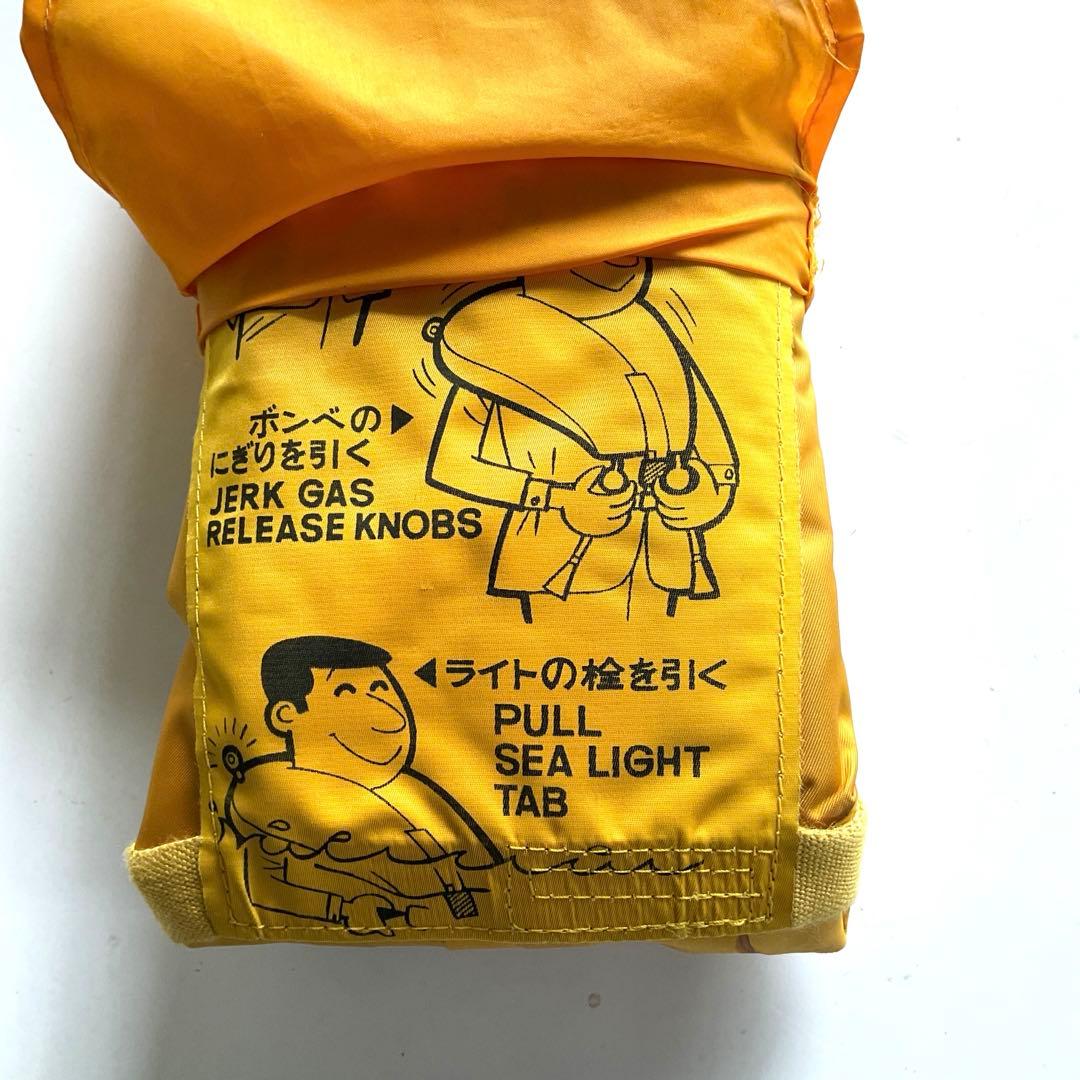 ボンベの▶
にぎりを引く
JERK GAS
RELEASE KNOBS
◀ライトの栓を引く
PULL
SEA LIGHT
TAB